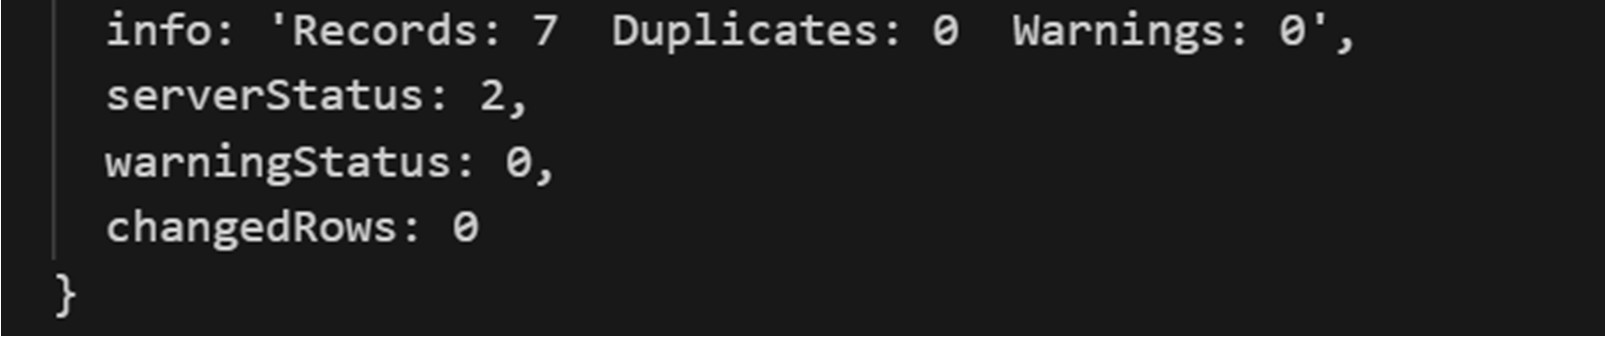 info: 'Records: 7  Duplicates: 0  Warnings: 0',
serverStatus: 2,
warningStatus: 0,
changedRows: 0
}